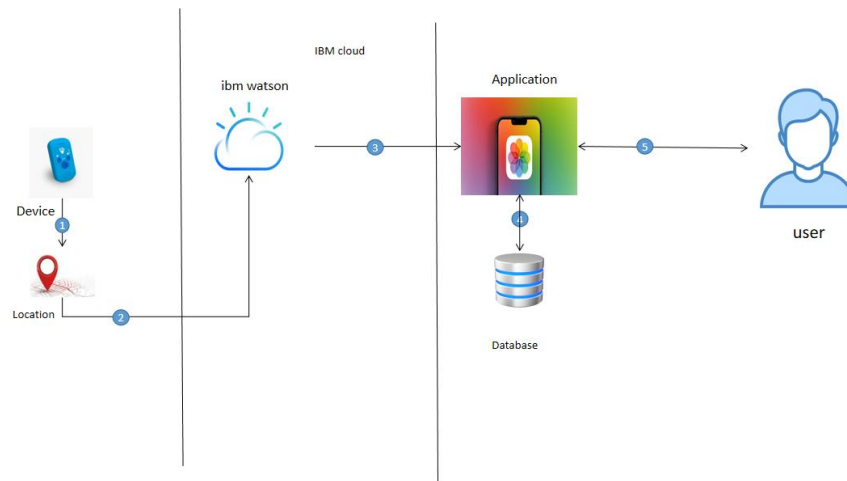 IBM cloud
ibm watson
Application
3
5
Device
1
4
user
Location
2
Database